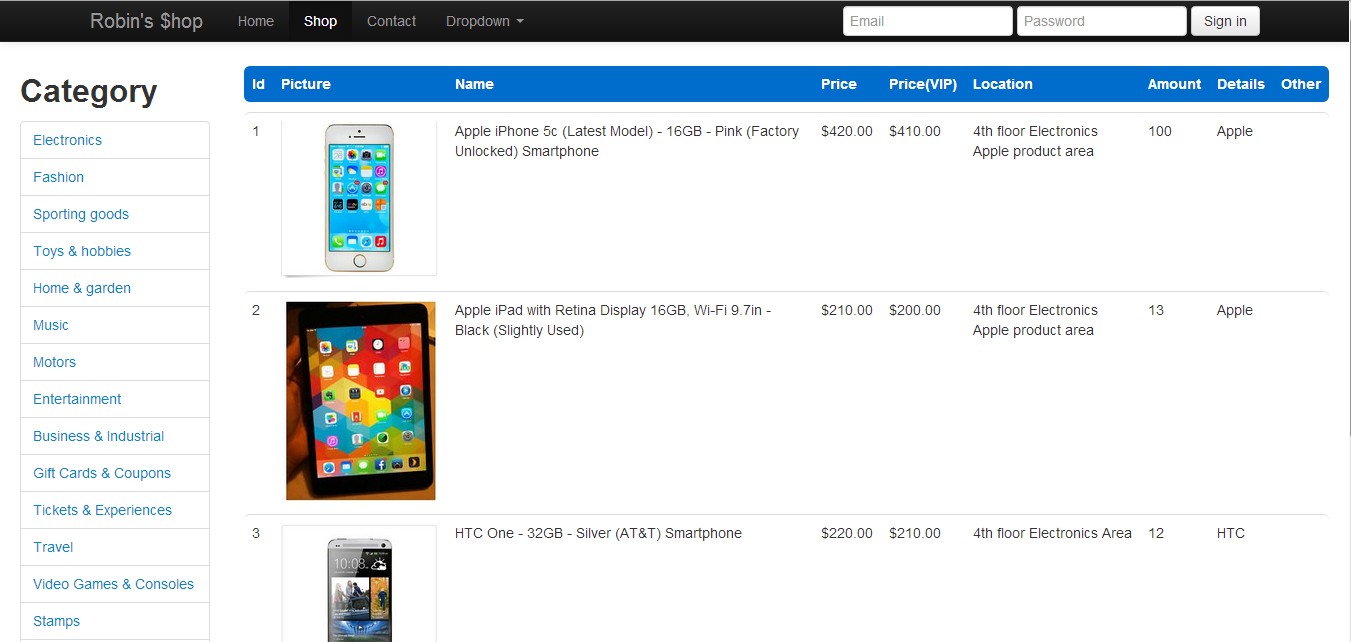 Robin's $hop Home Shop Contact Dropdown Email Password Sign in
Category
Electronics
Fashion
Sporting goods
Toys & hobbies
Home & garden
Music
Motors
Entertainment
Business & Industrial
Gift Cards & Coupons
Tickets & Experiences
Travel
Video Games & Consoles
Stamps
Id Picture Name Price Price(VIP) Location Amount Details Other
1 Apple iPhone 5c (Latest Model) - 16GB - Pink (Factory $420.00 $410.00 4th floor Electronics 100 Apple
Unlocked) Smartphone Apple product area
2 Apple iPad with Retina Display 16GB, Wi-Fi 9.7in - $210.00 $200.00 4th floor Electronics 13 Apple
Black (Slightly Used) Apple product area
3 HTC One - 32GB - Silver (AT&T) Smartphone $220.00 $210.00 4th floor Electronics Area 12 HTC
10:08